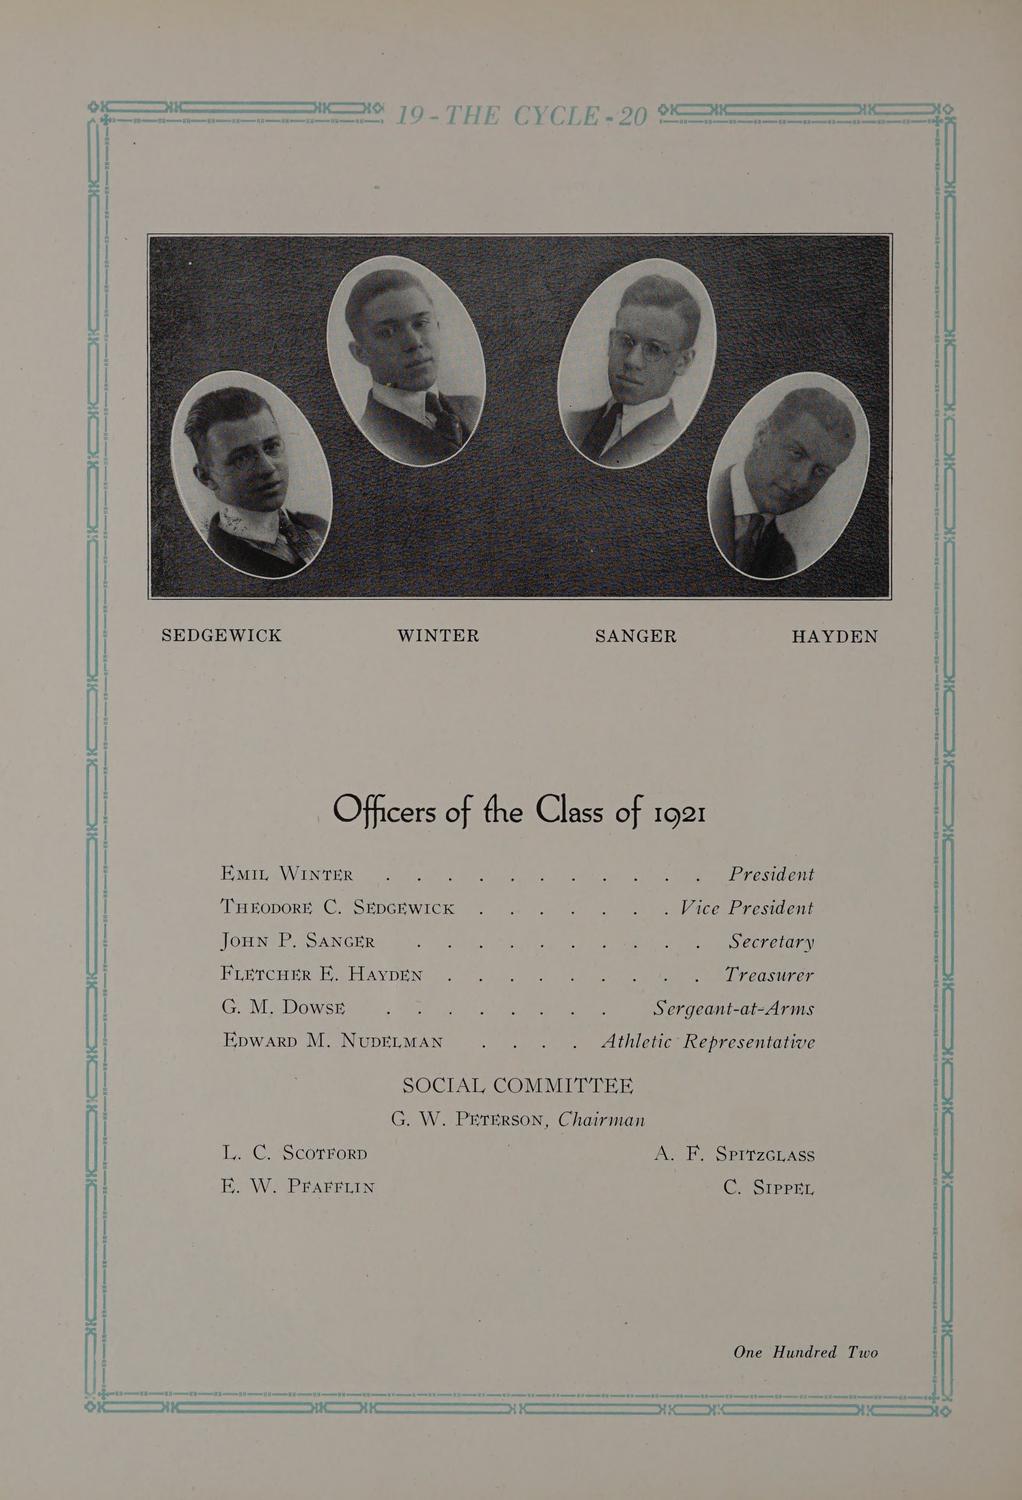 19-THE CYCLE-20
SEDGEWICK WINTER SANGER HAYDEN
Officers of the Class of 1921
EMIL WINTER . . . . . . . . . . . President
THEODORE C. SEDGEWICK . . . . . . . Vice President
JOHN P. SANGER . . . . . . . . . . Secretary
FLETCHER E. HAYDEN . . . . . . . . . Treasurer
G. M. DOWSE . . . . . . . . Sergeant-at-Arms
EDWARD M. NUDELMAN . . . . Athletic Representative
SOCIAL COMMITTEE
G. W. PETERSON, Chairman
L. C. SCOTFORD A. F. SPITZGLASS
E. W. PFAFFLIN C. SIPPEL
One Hundred Two